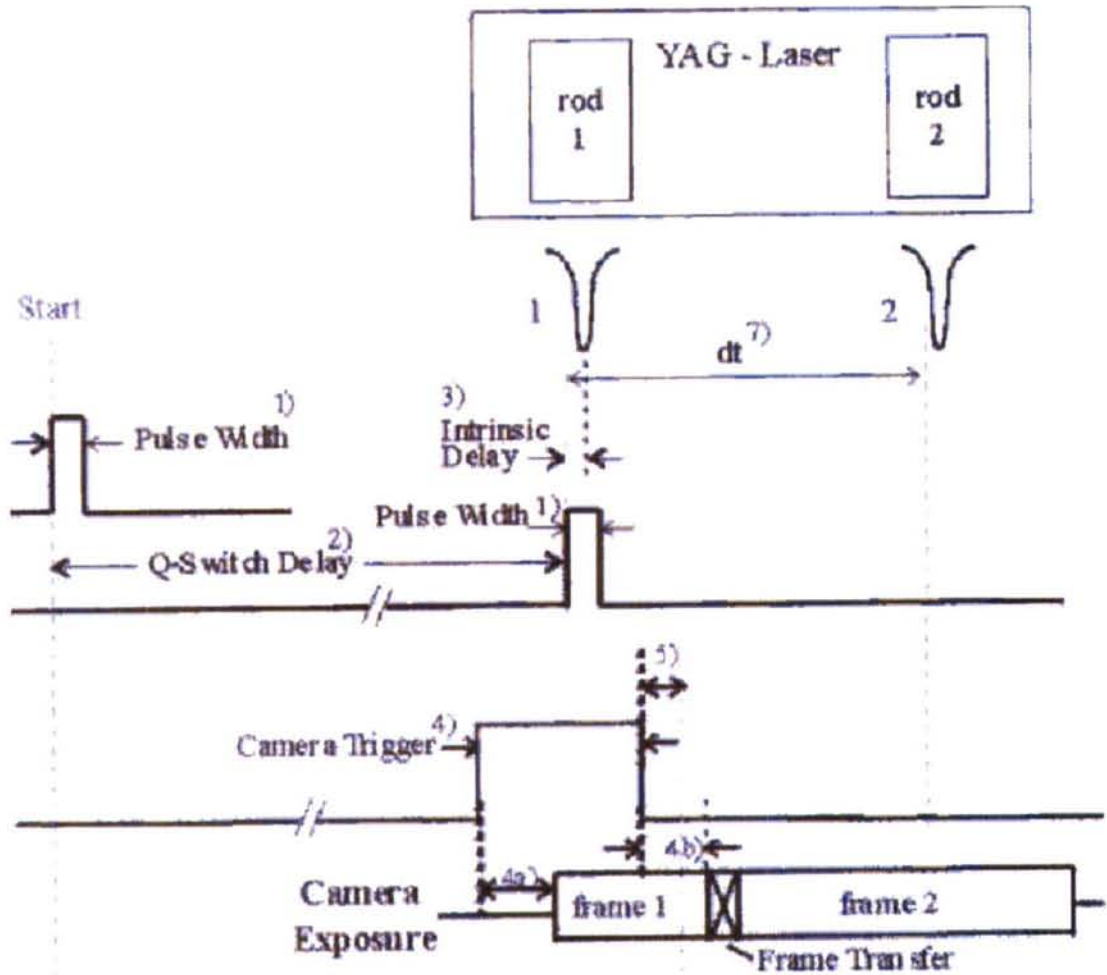 YAG - Laser
rod
1
rod
2
Start
1
2
dt 7)
Pulse Width 1)
3)
Intrinsic
Delay
Pulse Width 1)
Q-Switch Delay 2)
5)
Camera Trigger 4)
4b)
4a)
Camera
Exposure
frame 1
frame 2
Frame Transfer